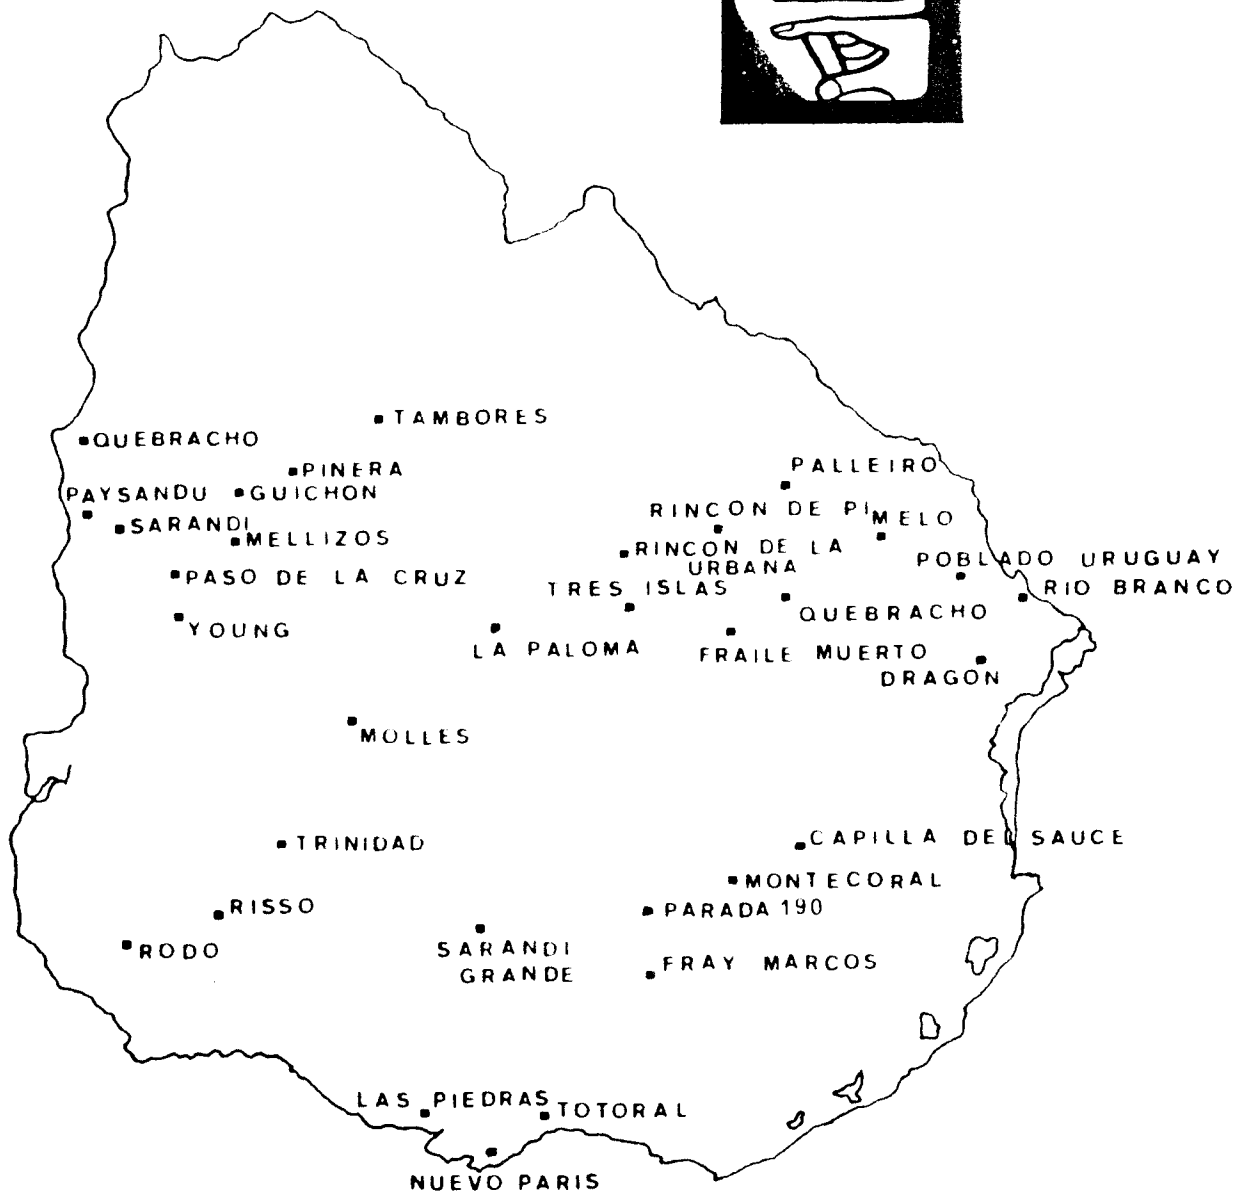 TAMBORES
QUEBRACHO
PINERA
PALLEIRO
PAYSANDU
GUICHON
RINCON DE PI
MELO
SARANDI
MELLIZOS
RINCON DE LA
URBANA
POBLADO URUGUAY
PASO DE LA CRUZ
TRES ISLAS
RIO BRANCO
QUEBRACHO
YOUNG
LA PALOMA
FRAILE MUERTO
DRAGON
MOLLES
TRINIDAD
CAPILLA DEL SAUCE
MONTECORAL
RISSO
PARADA 190
RODO
SARANDI
GRANDE
FRAY MARCOS
LAS PIEDRAS
TOTORAL
NUEVO PARIS